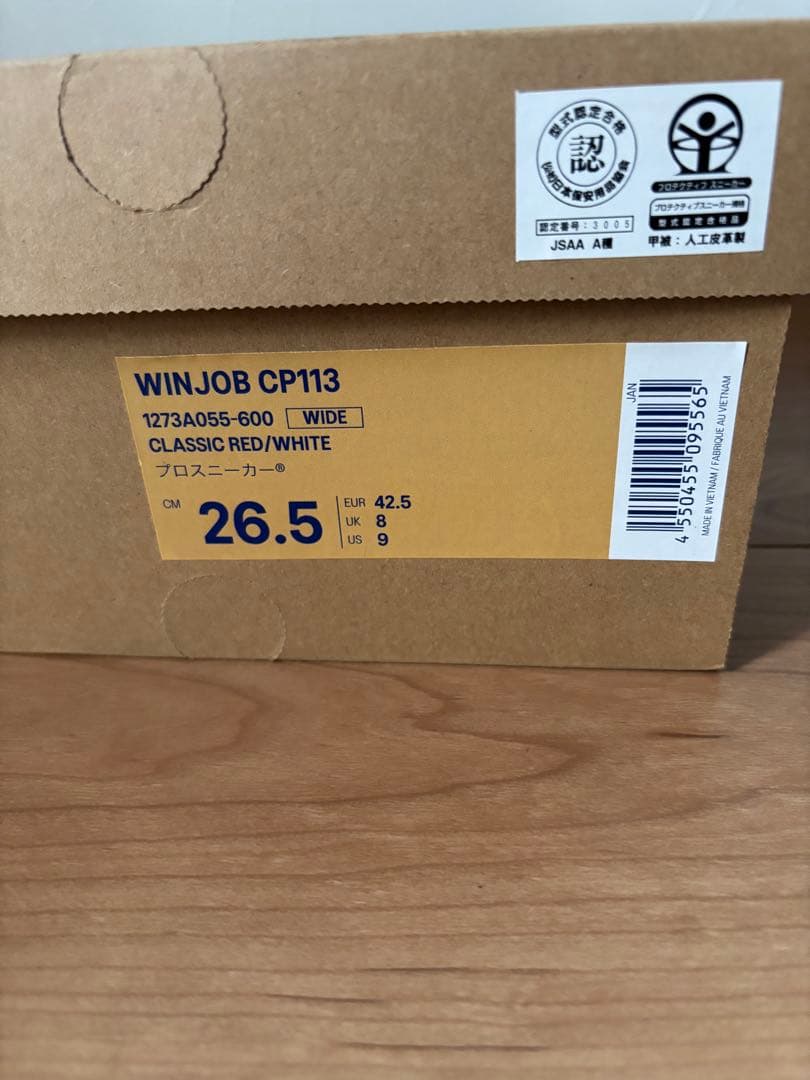 型式認定合格
認
(公社)日本保安用品協会
認定番号:3005
JSAA A種
プロテクティブ スニーカー
プロテクティブスニーカー規格
型式認定合格品
甲被:人工皮革製
WINJOB CP113
1273A055-600 WIDE
CLASSIC RED/WHITE
プロスニーカー®
CM 26.5
EUR 42.5
UK 8
US 9
JAN
4 550455 095565
MADE IN VIETNAM / FABRIQUE AU VIETNAM